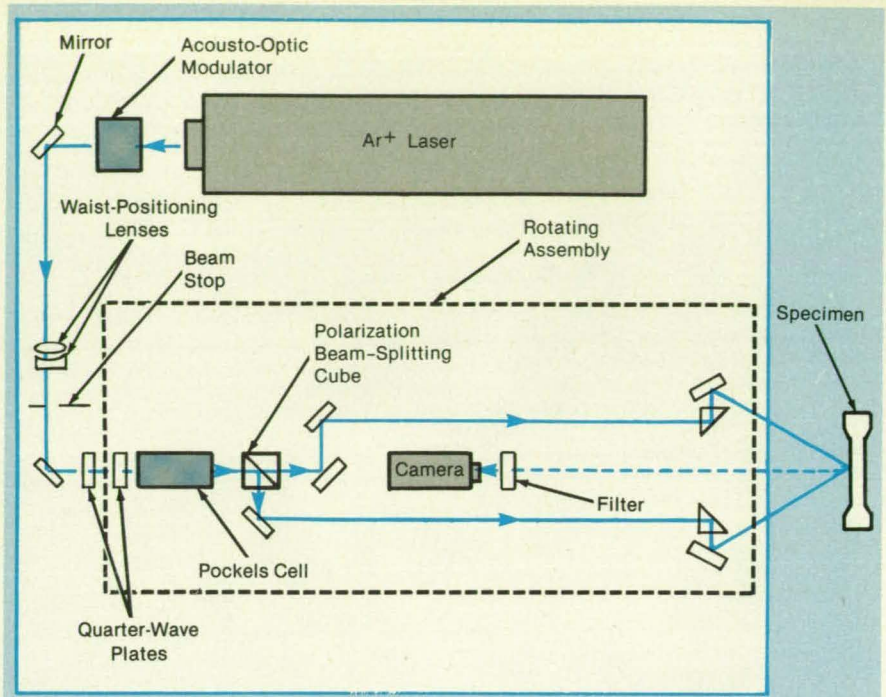 Mirror
Acousto-Optic
Modulator
Ar+ Laser
Waist-Positioning
Lenses
Beam
Stop
Rotating
Assembly
Specimen
Polarization
Beam-Splitting
Cube
Camera
Filter
Pockels Cell
Quarter-Wave
Plates